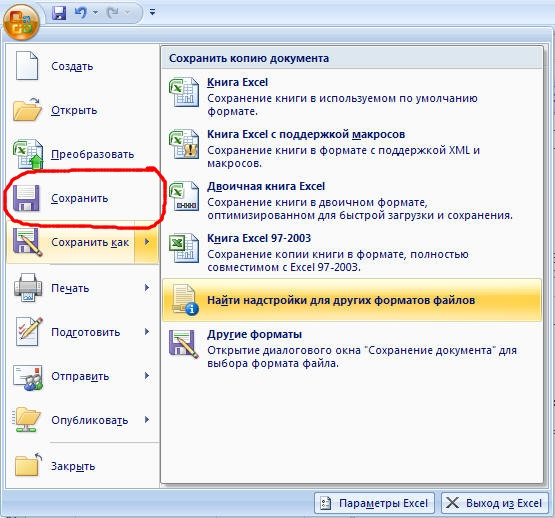 Создать
Открыть
Преобразовать
Сохранить
Сохранить как
Печать
Подготовить
Отправить
Опубликовать
Закрыть
Сохранить копию документа
Книга Excel
Сохранение книги в используемом по умолчанию
формате.
Книга Excel с поддержкой макросов
Сохранение книги в формате с поддержкой XML и
макросов.
Двоичная книга Excel
Сохранение книги в двоичном формате,
оптимизированном для быстрой загрузки и сохранения.
Книга Excel 97-2003
Сохранение копии книги в формате, полностью
совместимом с Excel 97-2003.
Найти надстройки для других форматов файлов
Другие форматы
Открытие диалогового окна "Сохранение документа" для
выбора формата файла.
Параметры Excel
Выход из Excel